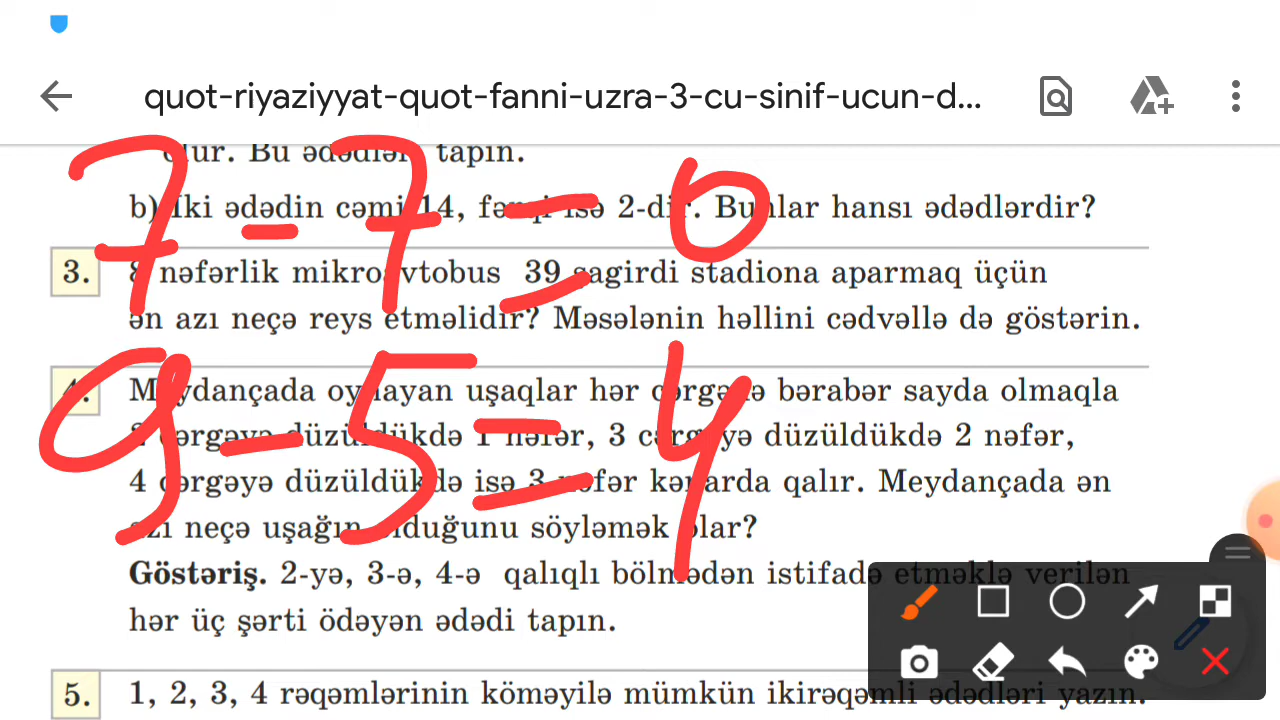 quot-riyaziyyat-quot-fanni-uzra-3-cu-sinif-ucun-d...
olur. Bu ədədləri tapın.
b) İki ədədin cəmi 14, fərqi isə 2-dir. Bunlar hansı ədədlərdir?
7 - 7 = 0
3. 8 nəfərlik mikroavtobus 39 şagirdi stadiona aparmaq üçün
ən azı neçə reys etməlidir? Məsələnin həllini cədvəllə də göstərin.
9 - 5 = 4
4. Meydançada oynayan uşaqlar hər cərgədə bərabər sayda olmaqla
2 cərgəyə düzüldükdə 1 nəfər, 3 cərgəyə düzüldükdə 2 nəfər,
4 cərgəyə düzüldükdə isə 3 nəfər kənarda qalır. Meydançada ən
azı neçə uşağın olduğunu söyləmək olar?
Göstəriş. 2-yə, 3-ə, 4-ə qalıqlı bölmədən istifadə etməklə verilən
hər üç şərti ödəyən ədədi tapın.
5. 1, 2, 3, 4 rəqəmlərinin köməyilə mümkün ikirəqəmli ədədləri yazın.